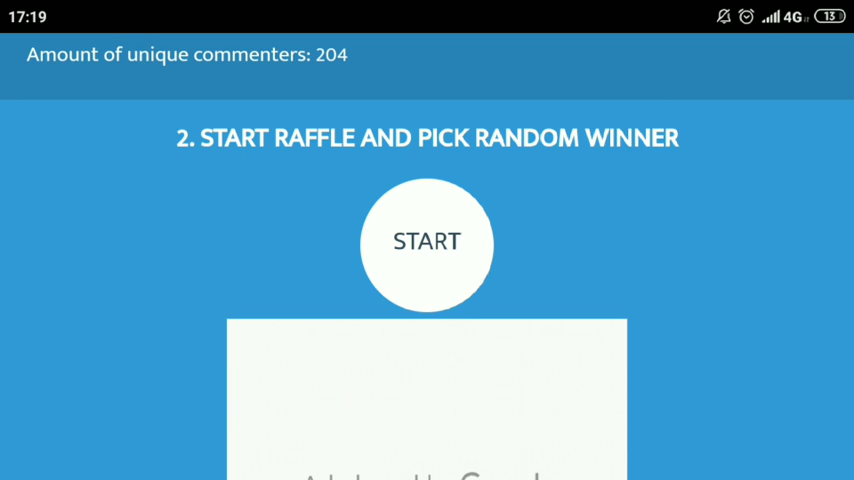 17:19
4G
13
Amount of unique commenters: 204
2. START RAFFLE AND PICK RANDOM WINNER
START